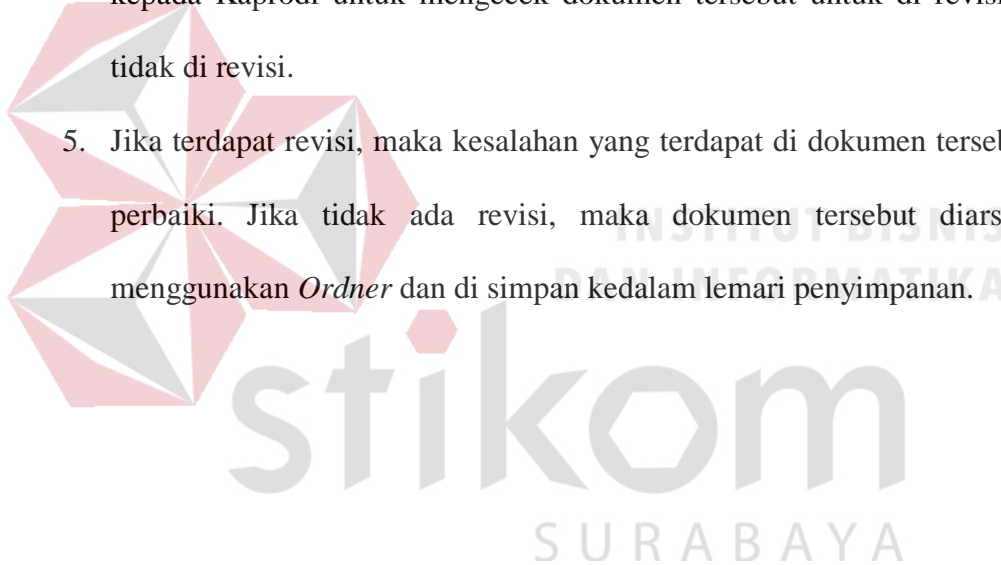 kepada Kaprodi untuk mengecek dokumen tersebut untuk di revisi
tidak di revisi.
5. Jika terdapat revisi, maka kesalahan yang terdapat di dokumen terseb
perbaiki. Jika tidak ada revisi, maka dokumen tersebut diars
INSTITUT BISNIS
menggunakan Ordner dan di simpan kedalam lemari penyimpanan.
DAN INFORMATIKA
stikom
SURABAYA